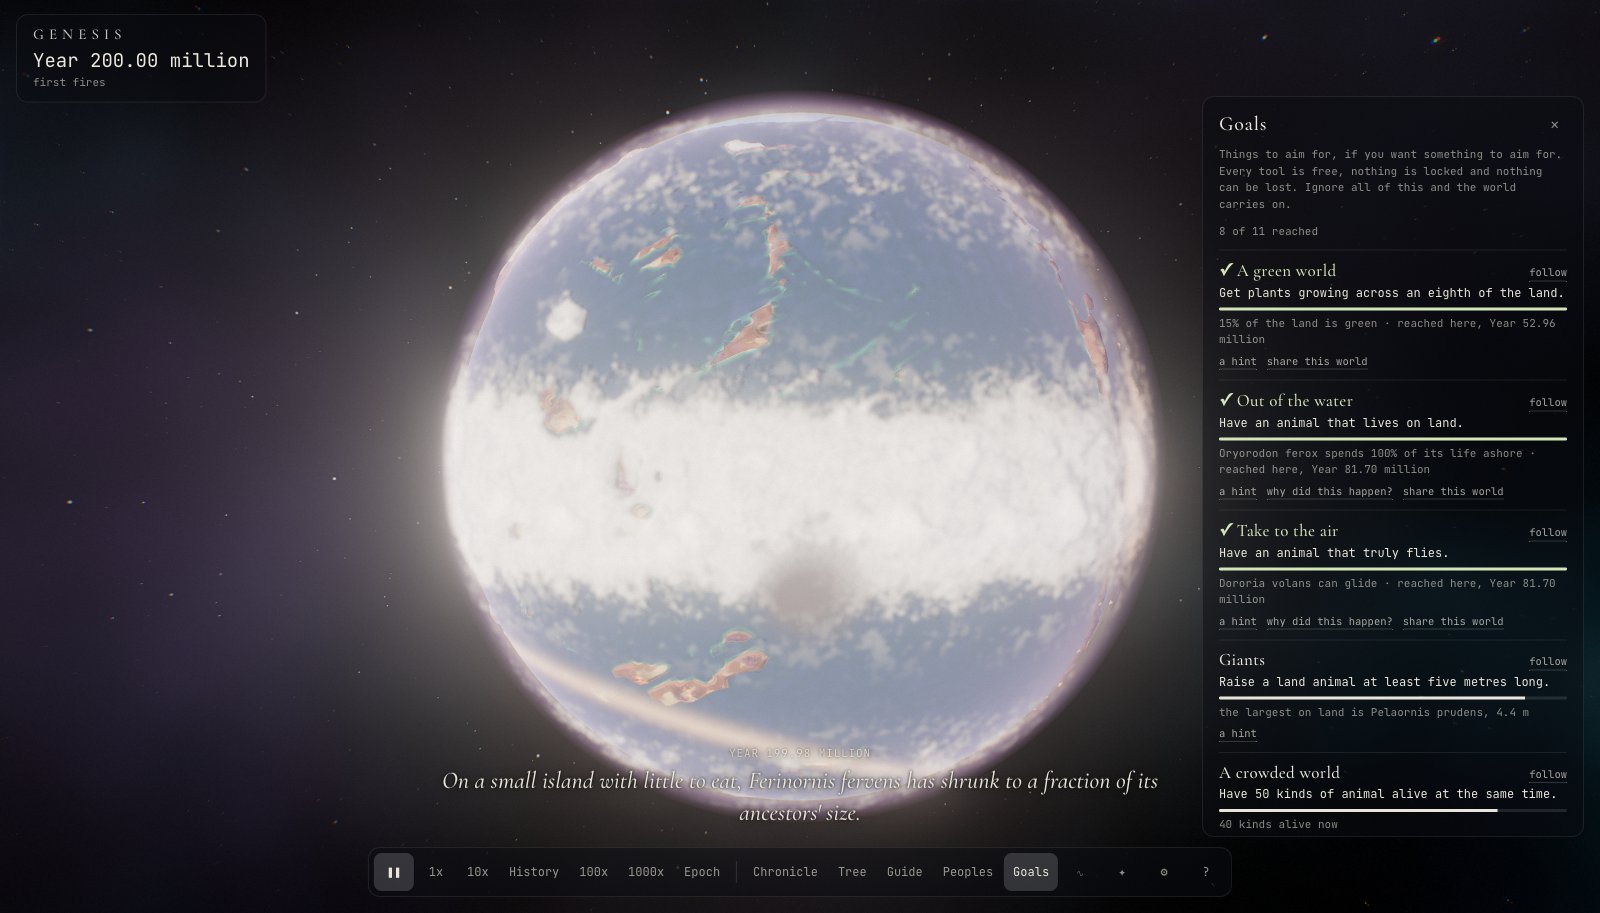 GENESIS
Year 200.00 million
first fires
Goals
×
Things to aim for, if you want something to aim for.
Every tool is free, nothing is locked and nothing
can be lost. Ignore all of this and the world
carries on.
8 of 11 reached
✓ A green world
follow
Get plants growing across an eighth of the land.
15% of the land is green · reached here, Year 52.96
million
a hint share this world
✓ Out of the water
follow
Have an animal that lives on land.
Oryorodon ferox spends 100% of its life ashore ·
reached here, Year 81.70 million
a hint why did this happen? share this world
✓ Take to the air
follow
Have an animal that truly flies.
Dororia volans can glide · reached here, Year 81.70
million
a hint why did this happen? share this world
Giants
follow
Raise a land animal at least five metres long.
the largest on land is Pelaornis prudens, 4.4 m
a hint
A crowded world
follow
Have 50 kinds of animal alive at the same time.
40 kinds alive now
YEAR 199.98 MILLION
On a small island with little to eat, Ferinornis fervens has shrunk to a fraction of its
ancestors' size.
1x 10x History 100x 1000x Epoch Chronicle Tree Guide Peoples Goals ?